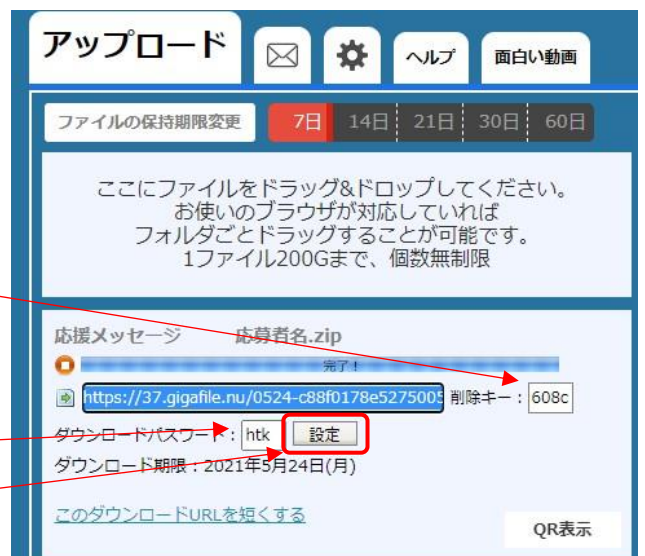 アップロード ヘルプ 面白い動画
ファイルの保持期限変更 7日 14日 21日 30日 60日
ここにファイルをドラッグ&ドロップしてください。
お使いのブラウザが対応していれば
フォルダごとドラッグすることが可能です。
1ファイル200Gまで、個数無制限
応援メッセージ 応募者名.zip
完了!
https://37.gigafile.nu/0524-c88f0178e5275005 削除キー:608c
ダウンロードパスワード:htk 設定
ダウンロード期限:2021年5月24日(月)
このダウンロードURLを短くする
QR表示